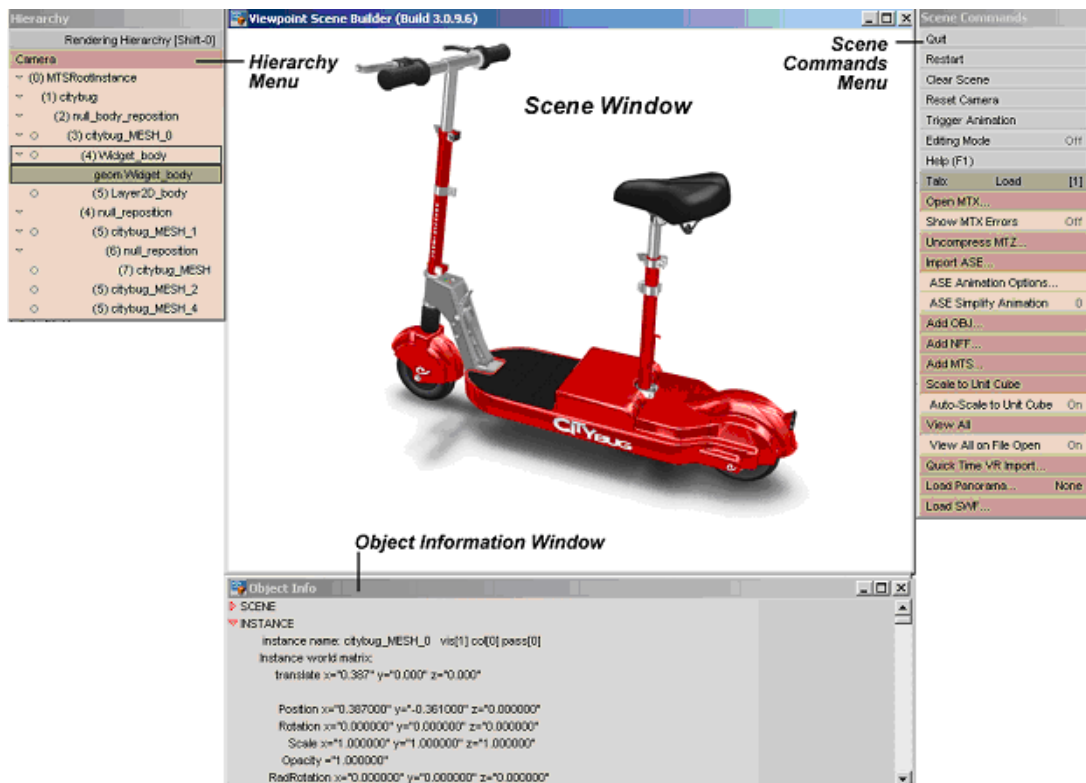 Hierarchy
Rendering Hierarchy [Shift-0]
Camera
(0) MTSRootInstance
(1) citybug
(2) null_body_reposition
(3) citybug_MESH_0
(4) Widget_body
geom:Widget_body
(5) Layer2D_body
(4) null_reposition
(5) citybug_MESH_1
(6) null_reposition
(7) citybug_MESH
(5) citybug_MESH_2
(5) citybug_MESH_4
Hierarchy
Menu
Viewpoint Scene Builder (Build 3.0.9.6)
Scene Window
CITYBUG
Scene
Commands
Menu
Scene Commands
Quit
Restart
Clear Scene
Reset Camera
Trigger Animation
Editing Mode Off
Help (F1)
Tab: Load [1]
Open MTX...
Show MTX Errors Off
Uncompress MTZ...
Import ASE...
ASE Animation Options...
ASE Simplify Animation 0
Add OBJ...
Add NFF...
Add MTS...
Scale to Unit Cube
Auto-Scale to Unit Cube On
View All
View All on File Open On
Quick Time VR Import...
Load Panorama... None
Load SWF...
Object Information Window
Object Info
SCENE
INSTANCE
instance name: citybug_MESH_0 vis[1] col[0] pass[0]
Instance world matrix:
translate x="0.387" y="0.000" z="0.000"
Position x="0.387000" y="-0.361000" z="0.000000"
Rotation x="0.000000" y="0.000000" z="0.000000"
Scale x="1.000000" y="1.000000" z="1.000000"
Opacity ="1.000000"
RadRotation x="0.000000" y="0.000000" z="0.000000"